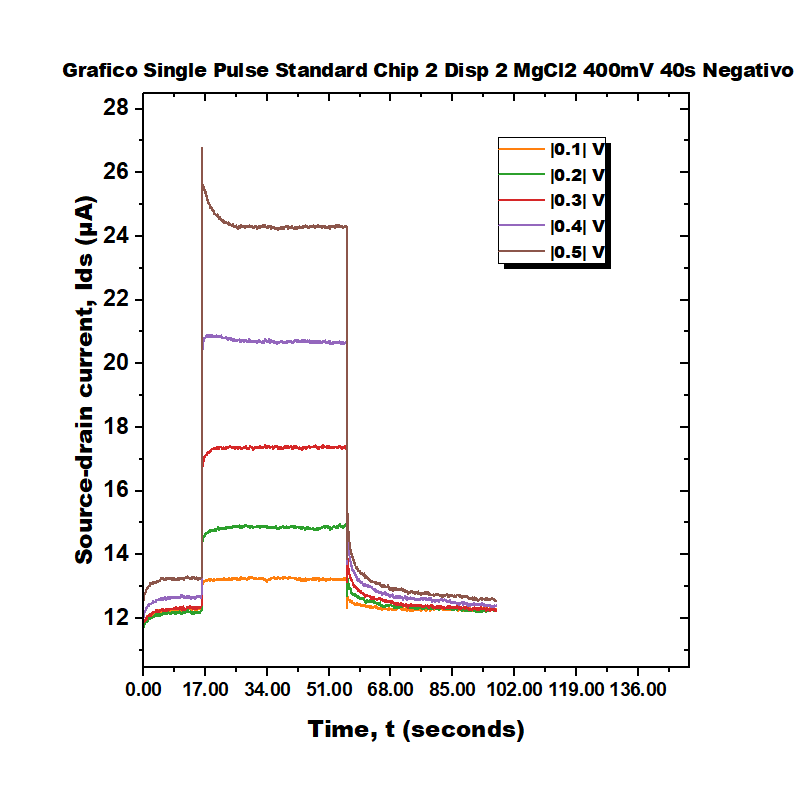 Grafico Single Pulse Standard Chip 2 Disp 2 MgCl2 400mV 40s Negativo
28
26
24
22
20
18
16
14
12
Source-drain current, Ids (µA)
|0.1| V
|0.2| V
|0.3| V
|0.4| V
|0.5| V
0.00 17.00 34.00 51.00 68.00 85.00 102.00 119.00 136.00
Time, t (seconds)